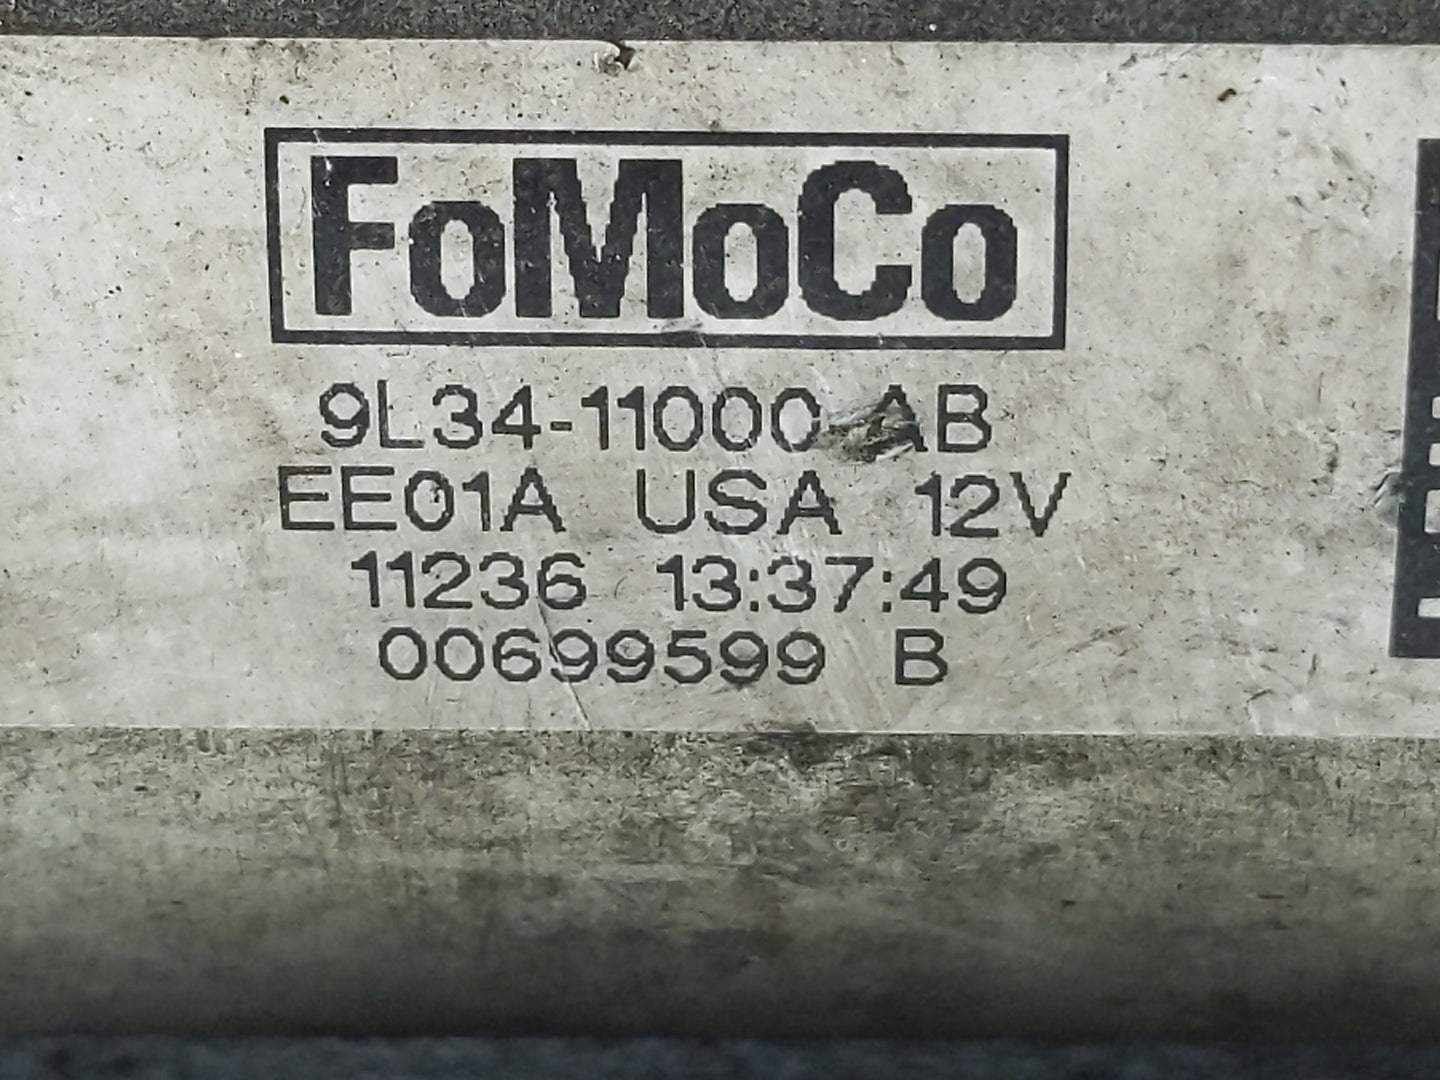 FoMoCo
9L34-11000-AB
EE01A USA 12V
11236 13:37:49
00699599 B